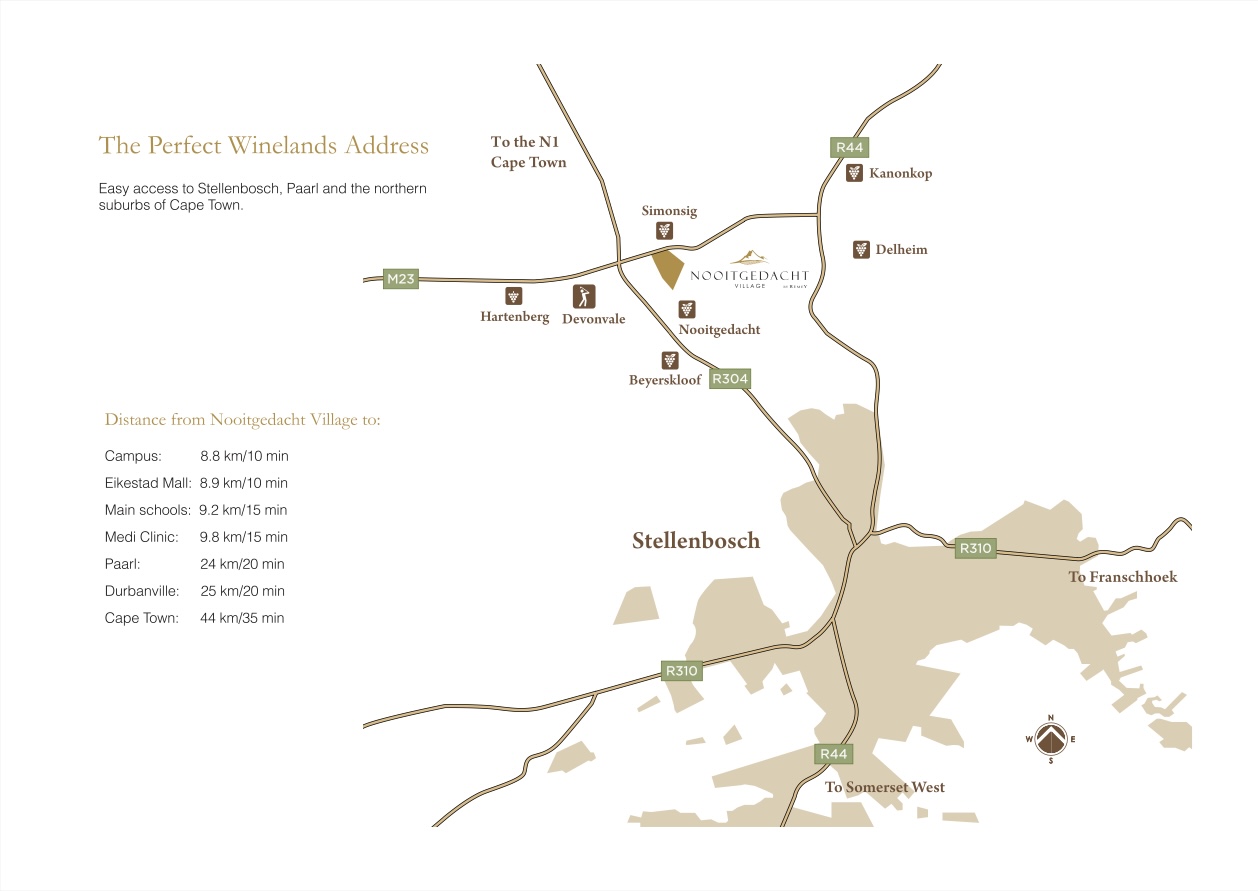 The Perfect Winelands Address
Easy access to Stellenbosch, Paarl and the northern
suburbs of Cape Town.
To the N1
Cape Town
R44
Kanonkop
Simonsig
Delheim
NOOITGEDACHT
VILLAGE
M23
Hartenberg
Devonvale
Nooitgedacht
Beyerskloof
R304
Distance from Nooitgedacht Village to:
Campus: 8.8 km/10 min
Eikestad Mall: 8.9 km/10 min
Main schools: 9.2 km/15 min
Medi Clinic: 9.8 km/15 min
Paarl: 24 km/20 min
Durbanville: 25 km/20 min
Cape Town: 44 km/35 min
Stellenbosch
R310
To Franschhoek
R310
N
W E
S
R44
To Somerset West